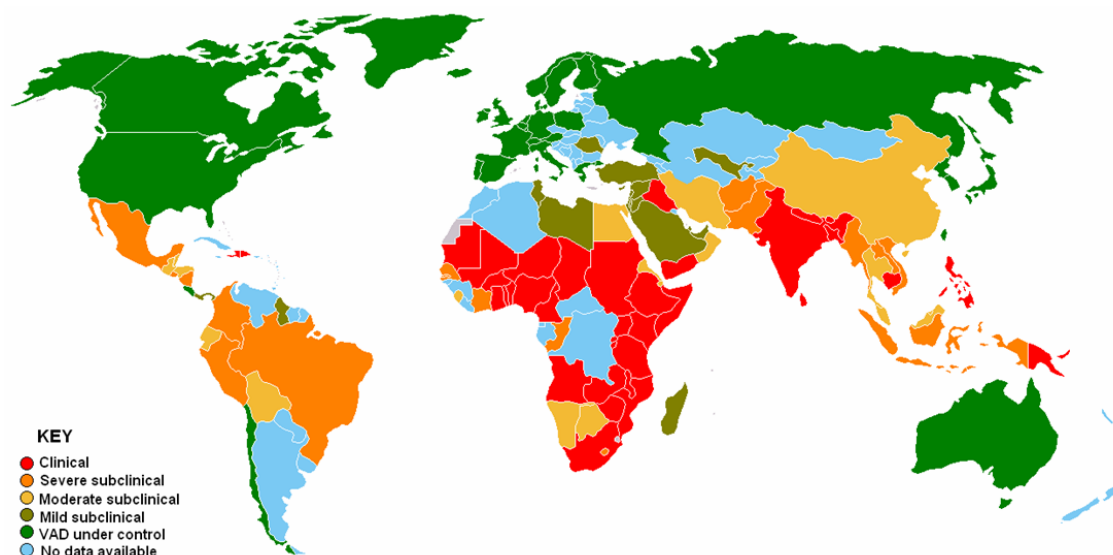 KEY
Clinical
Severe subclinical
Moderate subclinical
Mild subclinical
VAD under control
No data available